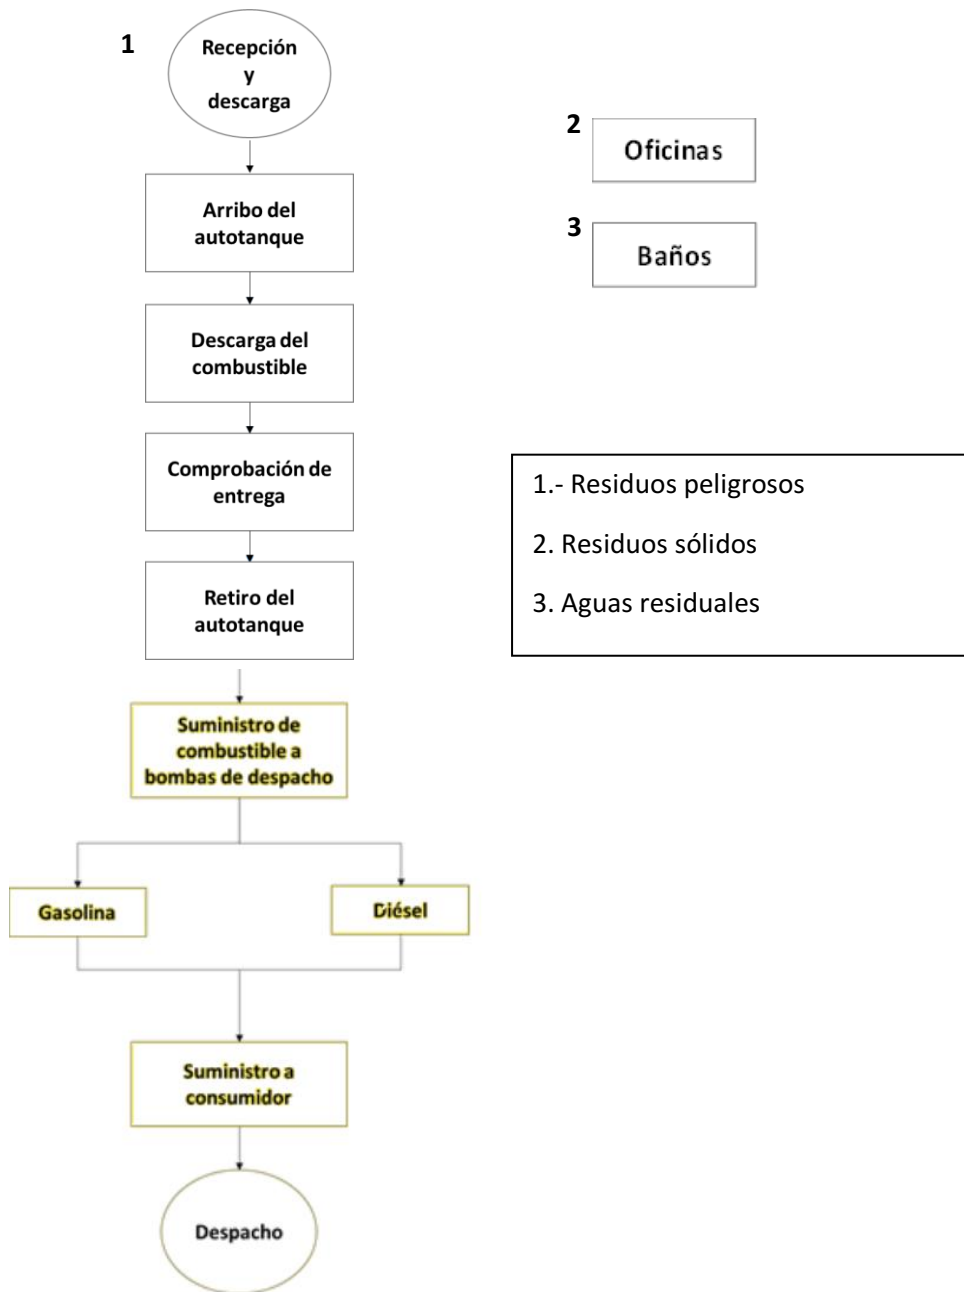 1
Recepción
y
descarga
2
Oficinas
Arribo del
autotanque
3
Baños
Descarga del
combustible
Comprobación de
entrega
1.- Residuos peligrosos
2. Residuos sólidos
3. Aguas residuales
Retiro del
autotanque
Suministro de
combustible a
bombas de despacho
Gasolina
Diésel
Suministro a
consumidor
Despacho